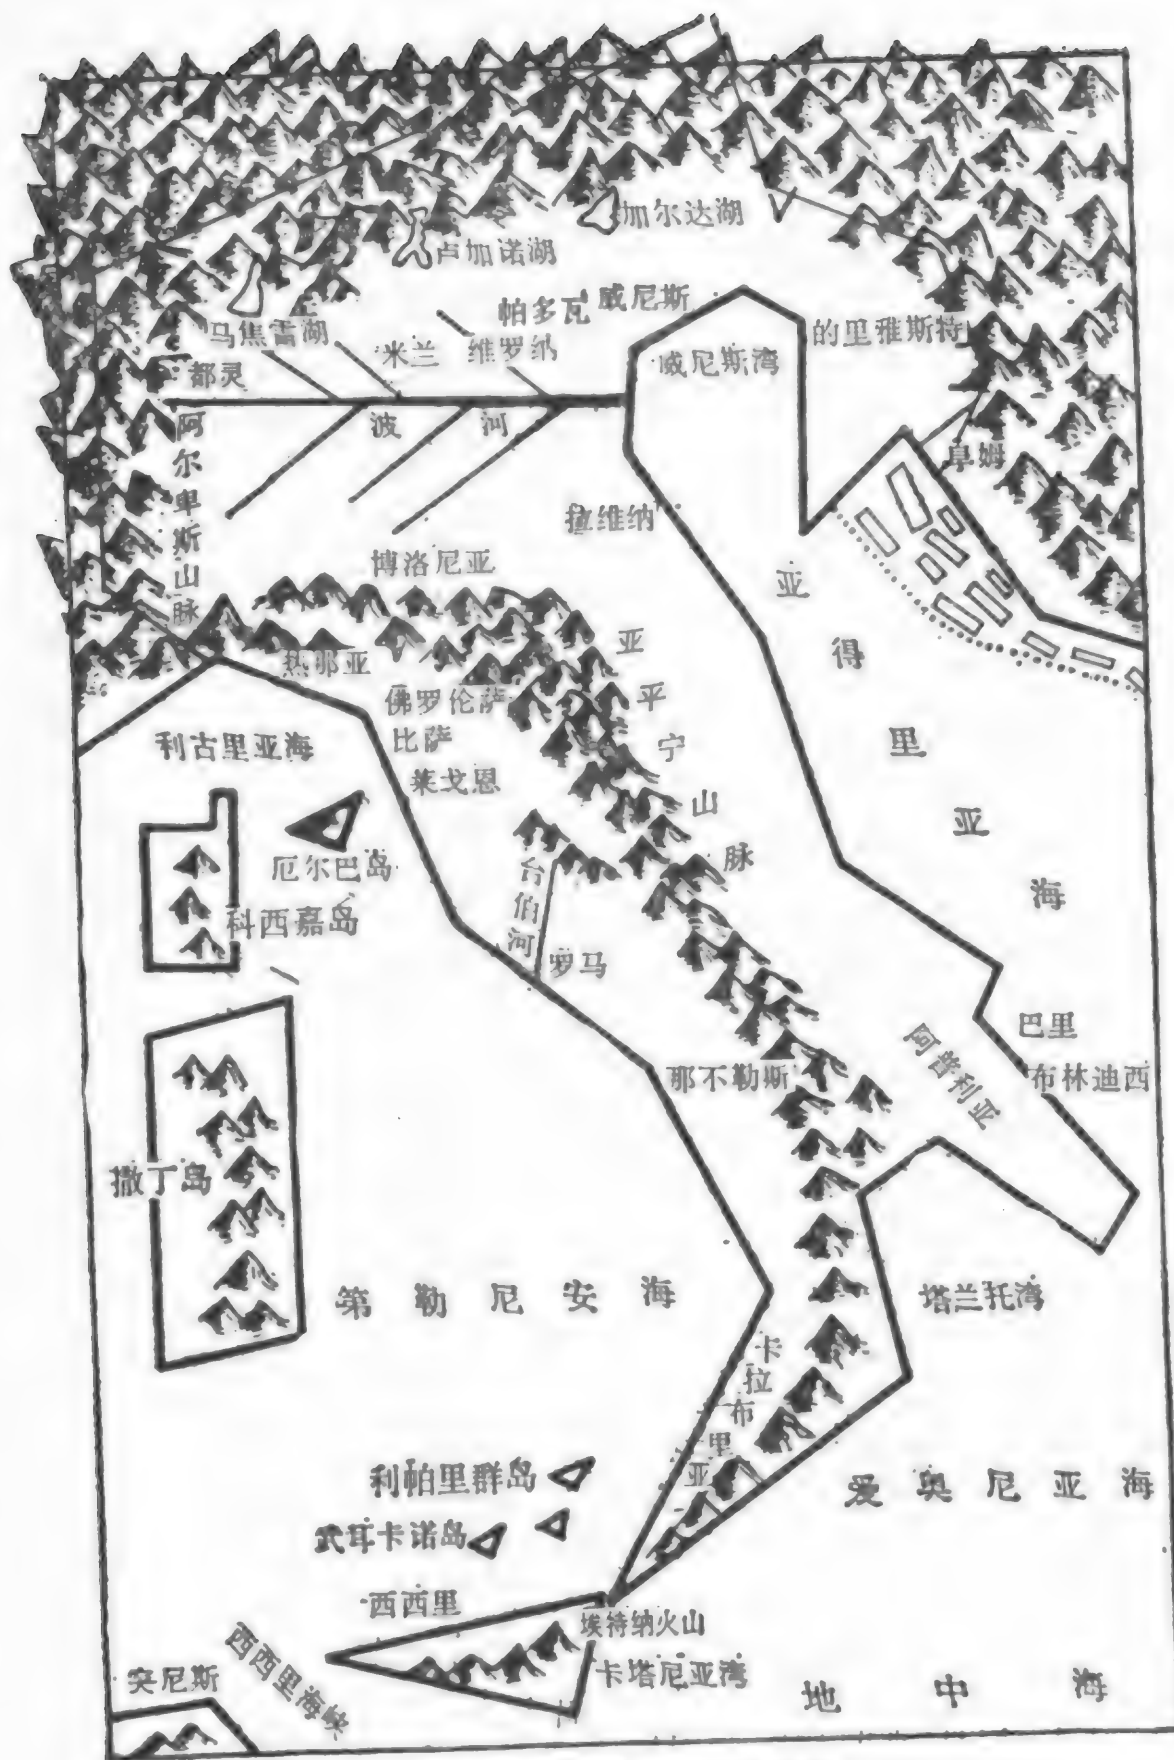 加尔达湖
卢加诺湖
马焦雷湖
帕多瓦
威尼斯
米兰
维罗纳
都灵
威尼斯湾
的里雅斯特
阿尔卑斯山脉
波河
阜姆
拉维纳
博洛尼亚
热那亚
佛罗伦萨
比萨
莱戈恩
亚平宁山脉
亚得里亚海
利古里亚海
厄尔巴岛
科西嘉岛
台伯河
罗马
巴里
阿普利亚
布林迪西
那不勒斯
撒丁岛
第勒尼安海
塔兰托湾
卡拉布里亚
利帕里群岛
武耳卡诺岛
爱奥尼亚海
西西里
埃特纳火山
卡塔尼亚湾
西西里海峡
突尼斯
地中海